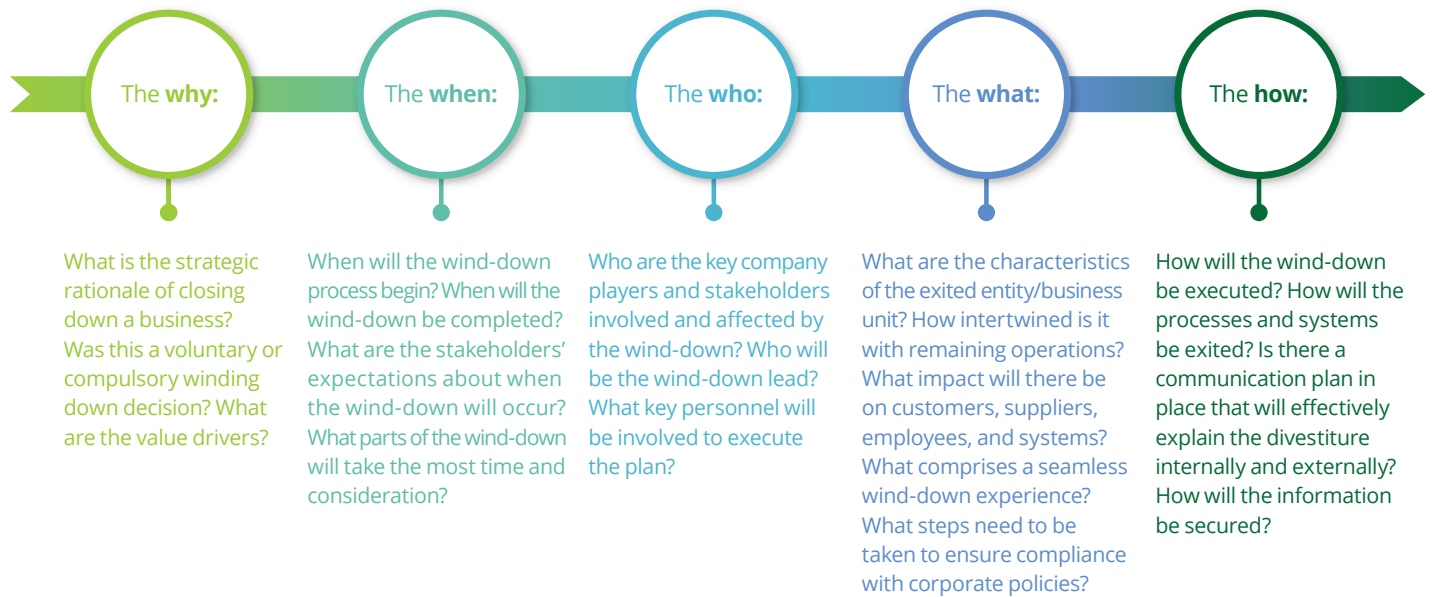 The why:
The when:
The who:
The what:
The how:
What is the strategic
rationale of closing
down a business?
Was this a voluntary or
compulsory winding
down decision? What
are the value drivers?
When will the wind-down
process begin? When will the
wind-down be completed?
What are the stakeholders’
expectations about when
the wind-down will occur?
What parts of the wind-down
will take the most time and
consideration?
Who are the key company
players and stakeholders
involved and affected by
the wind-down? Who will
be the wind-down lead?
What key personnel will
be involved to execute
the plan?
What are the characteristics
of the exited entity/business
unit? How intertwined is it
with remaining operations?
What impact will there be
on customers, suppliers,
employees, and systems?
What comprises a seamless
wind-down experience?
What steps need to be
taken to ensure compliance
with corporate policies?
How will the wind-down
be executed? How will the
processes and systems
be exited? Is there a
communication plan in
place that will effectively
explain the divestiture
internally and externally?
How will the information
be secured?